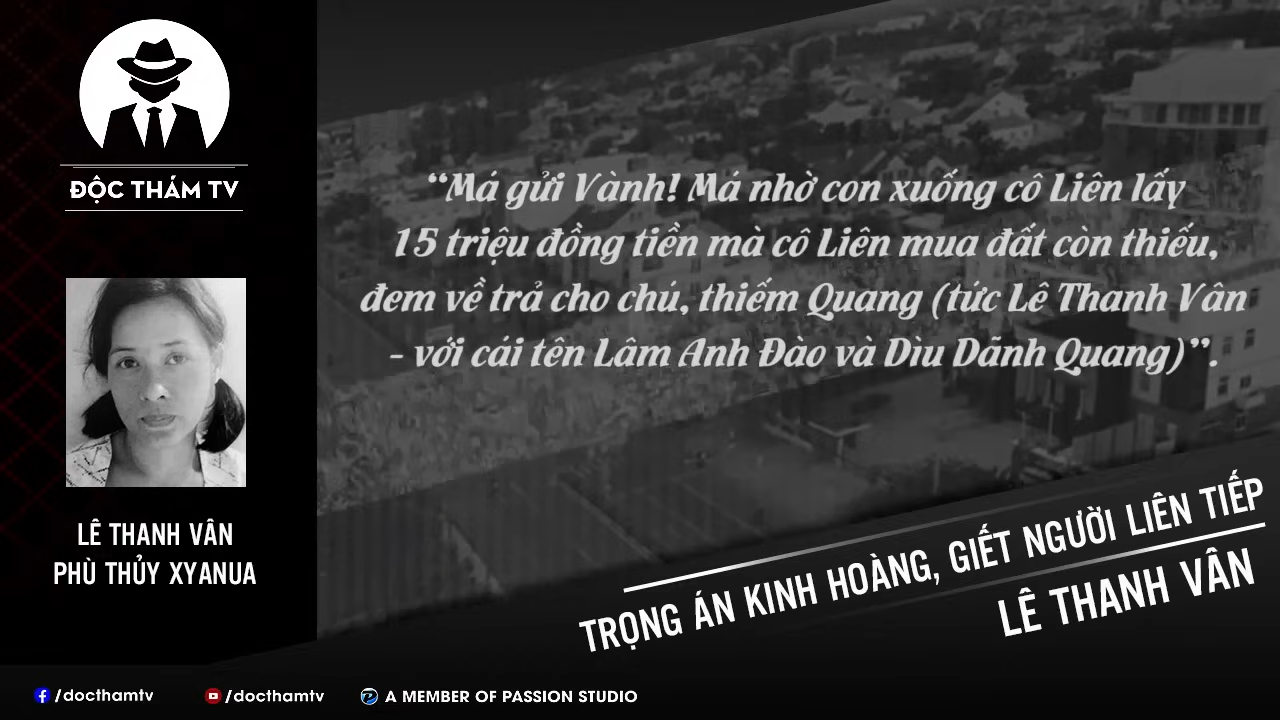 ĐỘC THÁM TV
LÊ THANH VÂN
PHÙ THỦY XYANUA
“Má gửi Vành! Má nhờ con xuống cô Liên lấy
15 triệu đồng tiền mà cô Liên mua đất còn thiếu,
đem về trả cho chú, thiếm Quang (tức Lê Thanh Vân
- với cái tên Lâm Anh Đào và Dìu Dãnh Quang)”.
TRỌNG ÁN KINH HOÀNG, GIẾT NGƯỜI LIÊN TIẾP
LÊ THANH VÂN
/docthamtv
/docthamtv
A MEMBER OF PASSION STUDIO